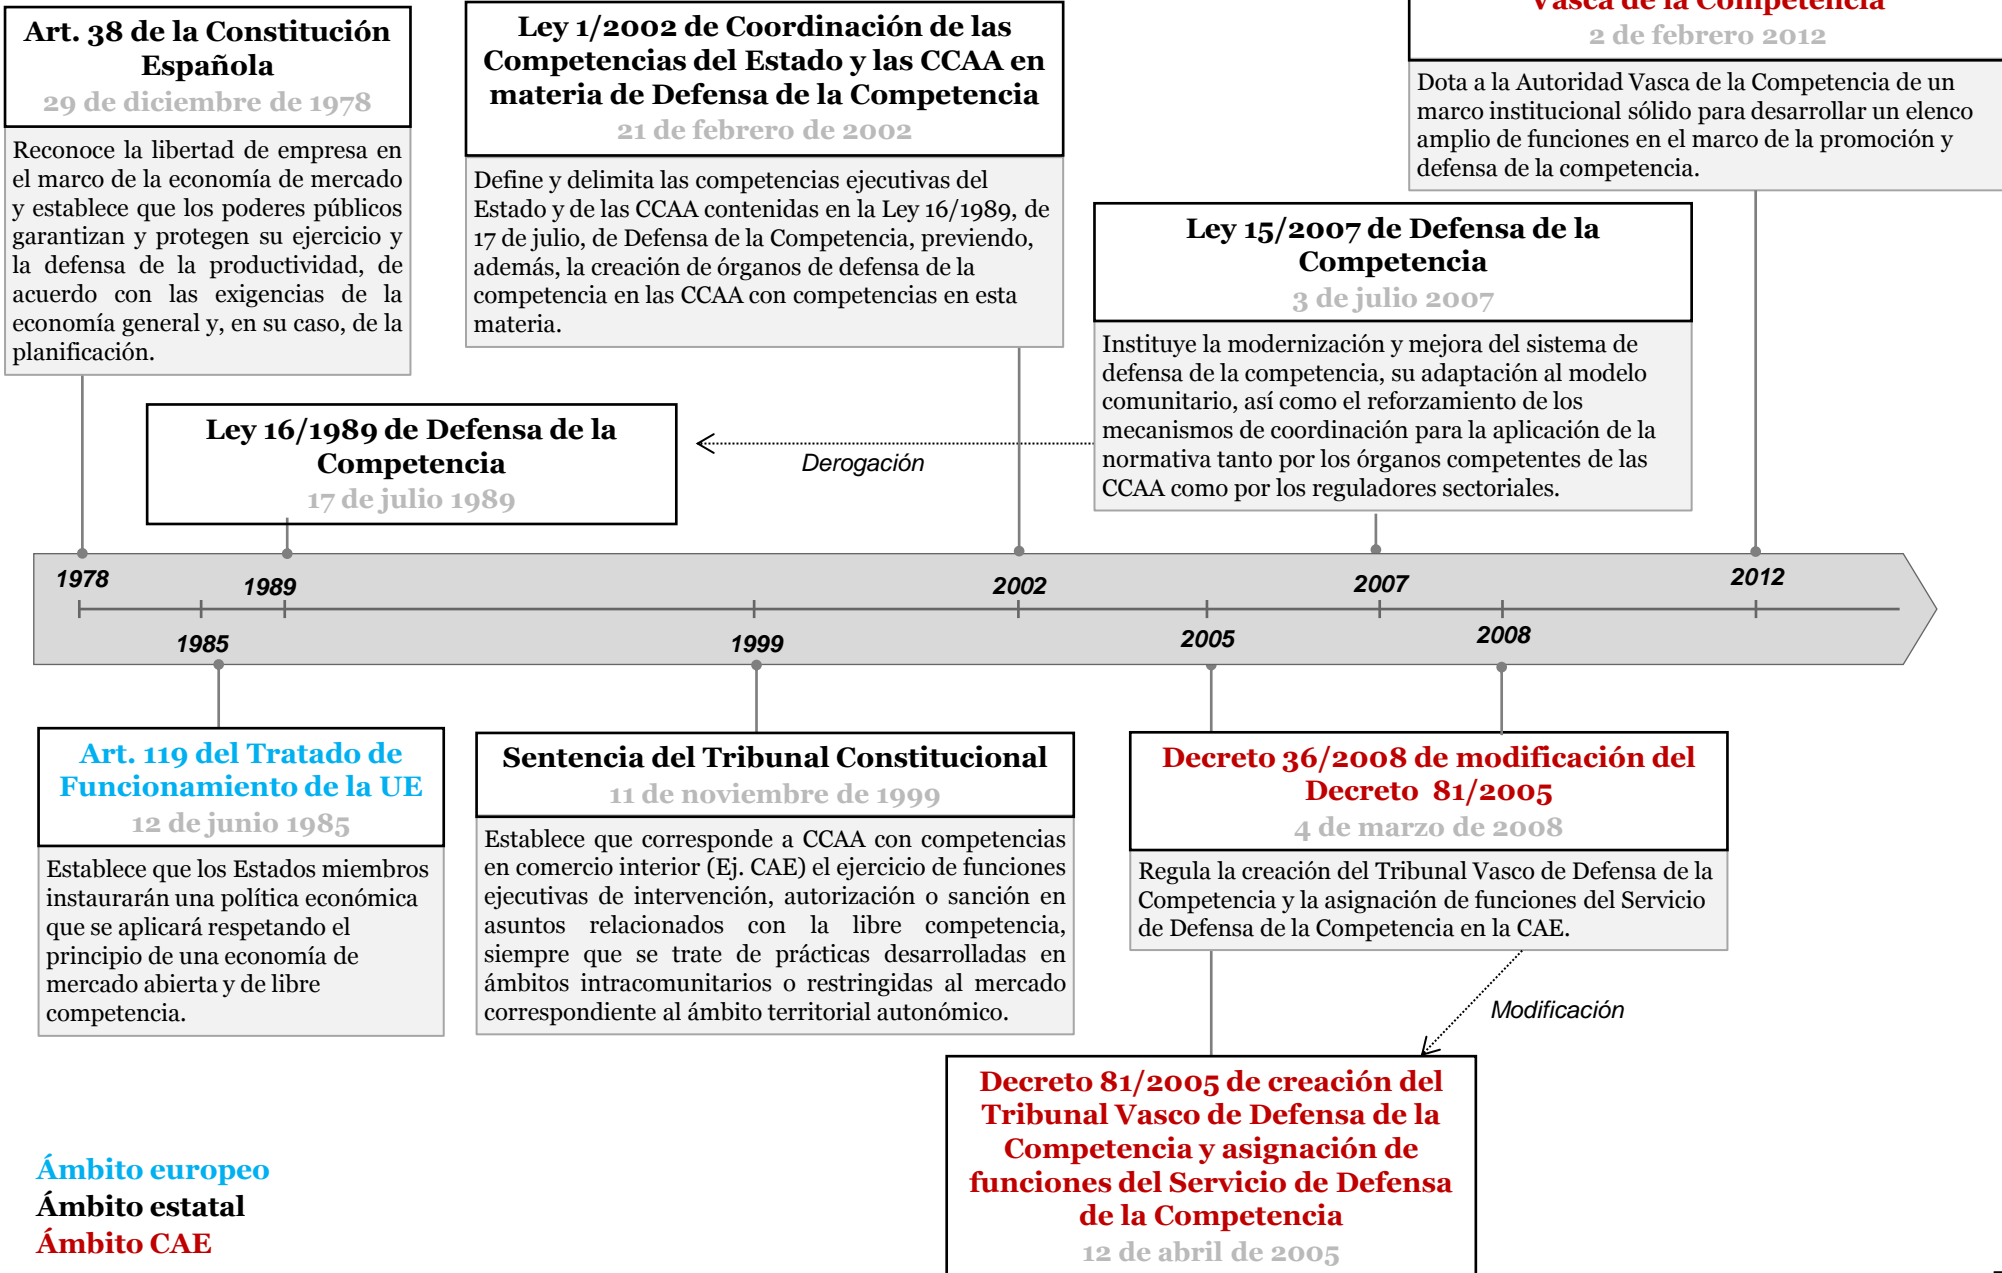 Art. 38 de la Constitución
Española
29 de diciembre de 1978
Reconoce la libertad de empresa en
el marco de la economía de mercado
y establece que los poderes públicos
garantizan y protegen su ejercicio y
la defensa de la productividad, de
acuerdo con las exigencias de la
economía general y, en su caso, de la
planificación.
Ley 1/2002 de Coordinación de las
Competencias del Estado y las CCAA en
materia de Defensa de la Competencia
21 de febrero de 2002
Define y delimita las competencias ejecutivas del
Estado y de las CCAA contenidas en la Ley 16/1989, de
17 de julio, de Defensa de la Competencia, previendo,
además, la creación de órganos de defensa de la
competencia en las CCAA con competencias en esta
materia.
Vasca de la Competencia
2 de febrero 2012
Dota a la Autoridad Vasca de la Competencia de un
marco institucional sólido para desarrollar un elenco
amplio de funciones en el marco de la promoción y
defensa de la competencia.
Ley 15/2007 de Defensa de la
Competencia
3 de julio 2007
Instituye la modernización y mejora del sistema de
defensa de la competencia, su adaptación al modelo
comunitario, así como el reforzamiento de los
mecanismos de coordinación para la aplicación de la
normativa tanto por los órganos competentes de las
CCAA como por los reguladores sectoriales.
Ley 16/1989 de Defensa de la
Competencia
17 de julio 1989
Derogación
1978
1989
2002
2007
2012
1985
1999
2005
2008
Art. 119 del Tratado de
Funcionamiento de la UE
12 de junio 1985
Establece que los Estados miembros
instaurarán una política económica
que se aplicará respetando el
principio de una economía de
mercado abierta y de libre
competencia.
Sentencia del Tribunal Constitucional
11 de noviembre de 1999
Establece que corresponde a CCAA con competencias
en comercio interior (Ej. CAE) el ejercicio de funciones
ejecutivas de intervención, autorización o sanción en
asuntos relacionados con la libre competencia,
siempre que se trate de prácticas desarrolladas en
ámbitos intracomunitarios o restringidas al mercado
correspondiente al ámbito territorial autonómico.
Decreto 36/2008 de modificación del
Decreto 81/2005
4 de marzo de 2008
Regula la creación del Tribunal Vasco de Defensa de la
Competencia y la asignación de funciones del Servicio
de Defensa de la Competencia en la CAE.
Modificación
Decreto 81/2005 de creación del
Tribunal Vasco de Defensa de la
Competencia y asignación de
funciones del Servicio de Defensa
de la Competencia
12 de abril de 2005
Ámbito europeo
Ámbito estatal
Ámbito CAE